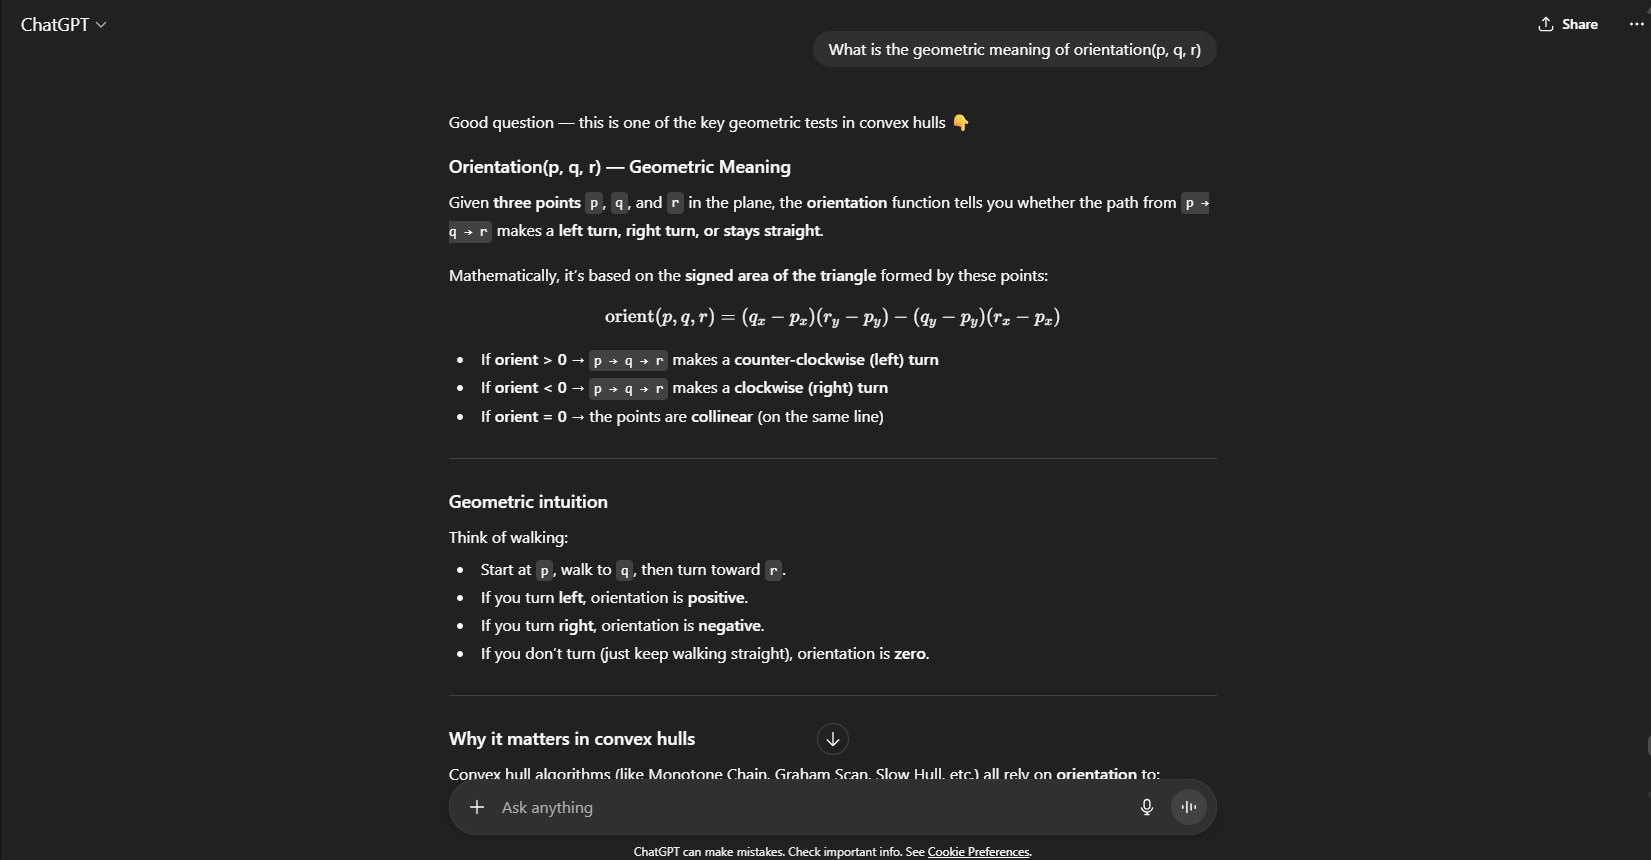 ChatGPT
Share
What is the geometric meaning of orientation(p, q, r)
Good question — this is one of the key geometric tests in convex hulls 👇
Orientation(p, q, r) — Geometric Meaning
Given three points p, q, and r in the plane, the orientation function tells you whether the path from p →
q → r makes a left turn, right turn, or stays straight.
Mathematically, it’s based on the signed area of the triangle formed by these points:
orient(p, q, r) = (qₓ − pₓ)(r_y − p_y) − (q_y − p_y)(rₓ − pₓ)
• If orient > 0 → p → q → r makes a counter-clockwise (left) turn
• If orient < 0 → p → q → r makes a clockwise (right) turn
• If orient = 0 → the points are collinear (on the same line)
Geometric intuition
Think of walking:
• Start at p, walk to q, then turn toward r.
• If you turn left, orientation is positive.
• If you turn right, orientation is negative.
• If you don’t turn (just keep walking straight), orientation is zero.
Why it matters in convex hulls
Convex hull algorithms (like Monotone Chain, Graham Scan, Slow Hull, etc.) all rely on orientation to:
Ask anything
ChatGPT can make mistakes. Check important info. See Cookie Preferences.